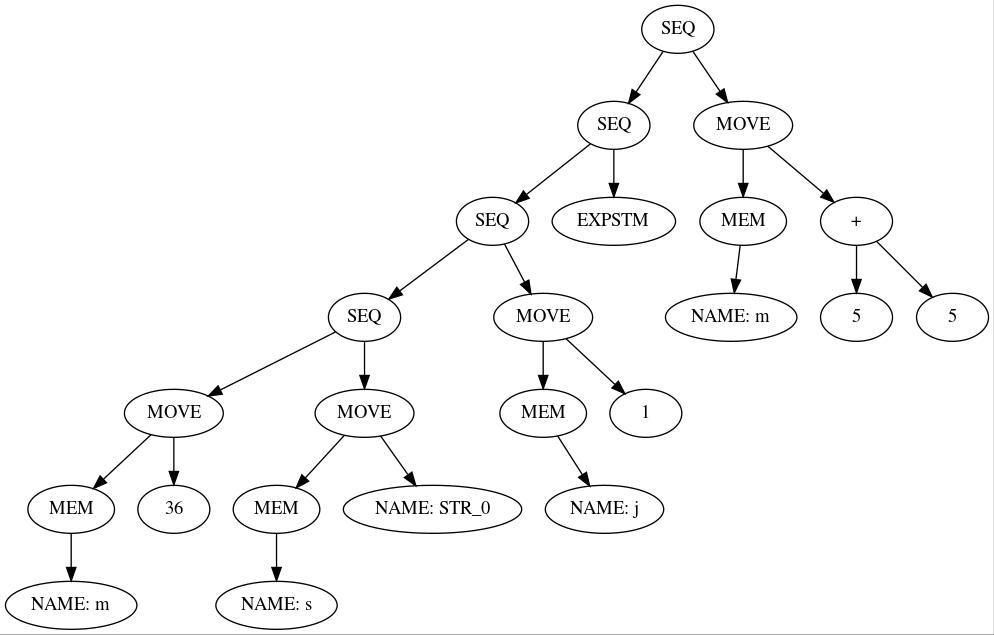 SEQ
SEQ
MOVE
SEQ
EXPSTM
MEM
+
SEQ
MOVE
NAME: m
5
5
MOVE
MOVE
MEM
1
MEM
36
MEM
NAME: STR_0
NAME: j
NAME: m
NAME: s